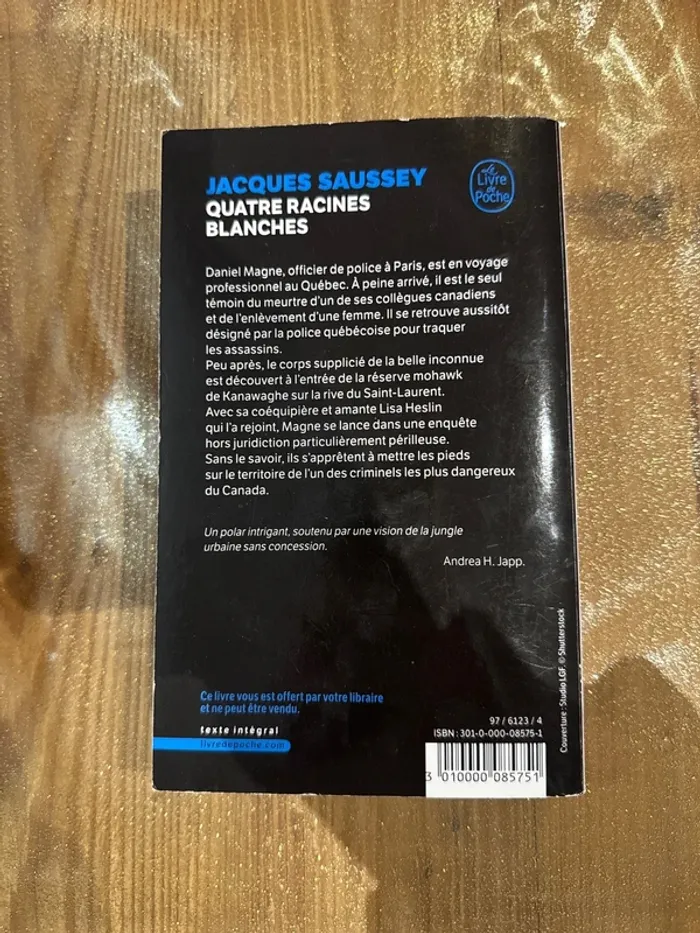 JACQUES SAUSSEY
QUATRE RACINES
BLANCHES
Le
Livre
de
Poche
Daniel Magne, officier de police à Paris, est en voyage
professionnel au Québec. À peine arrivé, il est le seul
témoin du meurtre d'un de ses collègues canadiens
et de l'enlèvement d'une femme. Il se retrouve aussitôt
désigné par la police québécoise pour traquer
les assassins.
Peu après, le corps supplicié de la belle inconnue
est découvert à l'entrée de la réserve mohawk
de Kanawaghe sur la rive du Saint-Laurent.
Avec sa coéquipière et amante Lisa Heslin
qui l'a rejoint, Magne se lance dans une enquête
hors juridiction particulièrement périlleuse.
Sans le savoir, ils s'apprêtent à mettre les pieds
sur le territoire de l'un des criminels les plus dangereux
du Canada.
Un polar intrigant, soutenu par une vision de la jungle
urbaine sans concession.
Andrea H. Japp.
Ce livre vous est offert par votre libraire
et ne peut être vendu.
texte intégral
livredepoche.com
97 / 6123 / 4
ISBN : 301-0-000-08575-1
3 010000 085751
Couverture : Studio LGF. © Shutterstock